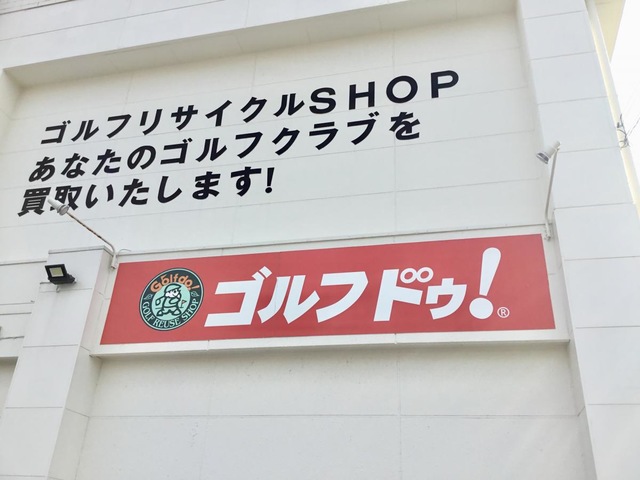 ゴルフリサイクルSHOP
あなたのゴルフクラブを
買取いたします!
Golfdo!
GOLF REUSE SHOP
ゴルフドゥ!®